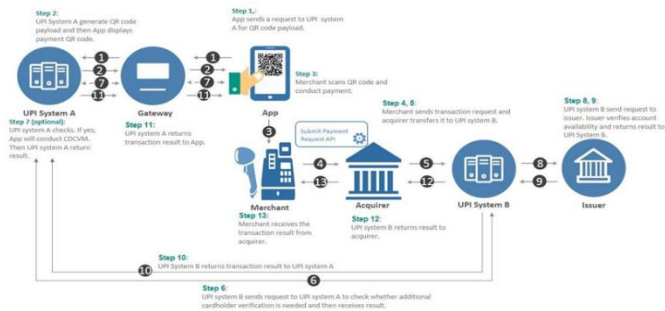 Step 2:
UPI System A generate QR code
payload and then App displays
payment QR code.
Step 1,:
App sends a request to UPI system
A for QR code payload.
1
1
2
2
7
7
11
11
Step 3:
Merchant scans QR code and
conduct payment.
UPI System A
Gateway
App
Step 7 (optional):
UPI system A checks. If yes,
App will conduct CDCVM.
Then UPI system A return
result.
Step 11:
UPI system A returns
transaction result to App.
3
Submit Payment
Request API
Step 4, 5:
Merchant sends transaction request and
acquirer transfers it to UPI system B.
Step 8, 9:
UPI system B send request to
issuer. Issuer verifies account
availability and returns result to
UPI System B.
4
13
5
12
8
9
Merchant
Acquirer
UPI System B
Issuer
Step 13:
Merchant receives the
transaction result from
acquirer.
Step 12:
UPI system B returns result to
acquirer.
Step 10:
UPI System B returns transaction result to UPI system A
10
6
Step 6:
UPI system B sends request to UPI system A to check whether additional
cardholder verification is needed and then receives result.